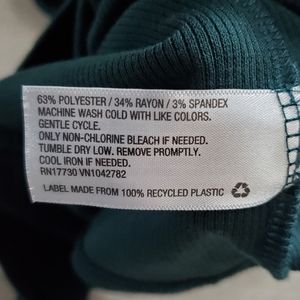 63% POLYESTER / 34% RAYON / 3% SPANDEX
MACHINE WASH COLD WITH LIKE COLORS.
GENTLE CYCLE.
ONLY NON-CHLORINE BLEACH IF NEEDED.
TUMBLE DRY LOW. REMOVE PROMPTLY.
COOL IRON IF NEEDED.
RN17730 VN1042782
LABEL MADE FROM 100% RECYCLED PLASTIC